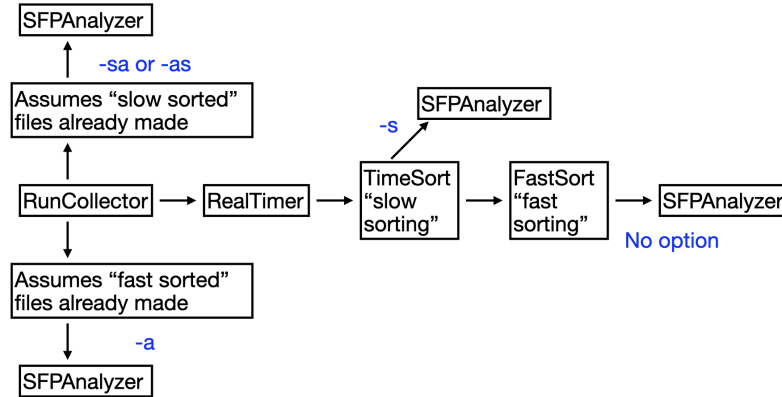 SFPAnalyzer
-sa or -as
Assumes “slow sorted”
files already made
SFPAnalyzer
-s
RunCollector
RealTimer
TimeSort
“slow
sorting”
FastSort
“fast
sorting”
SFPAnalyzer
No option
Assumes “fast sorted”
files already made
-a
SFPAnalyzer